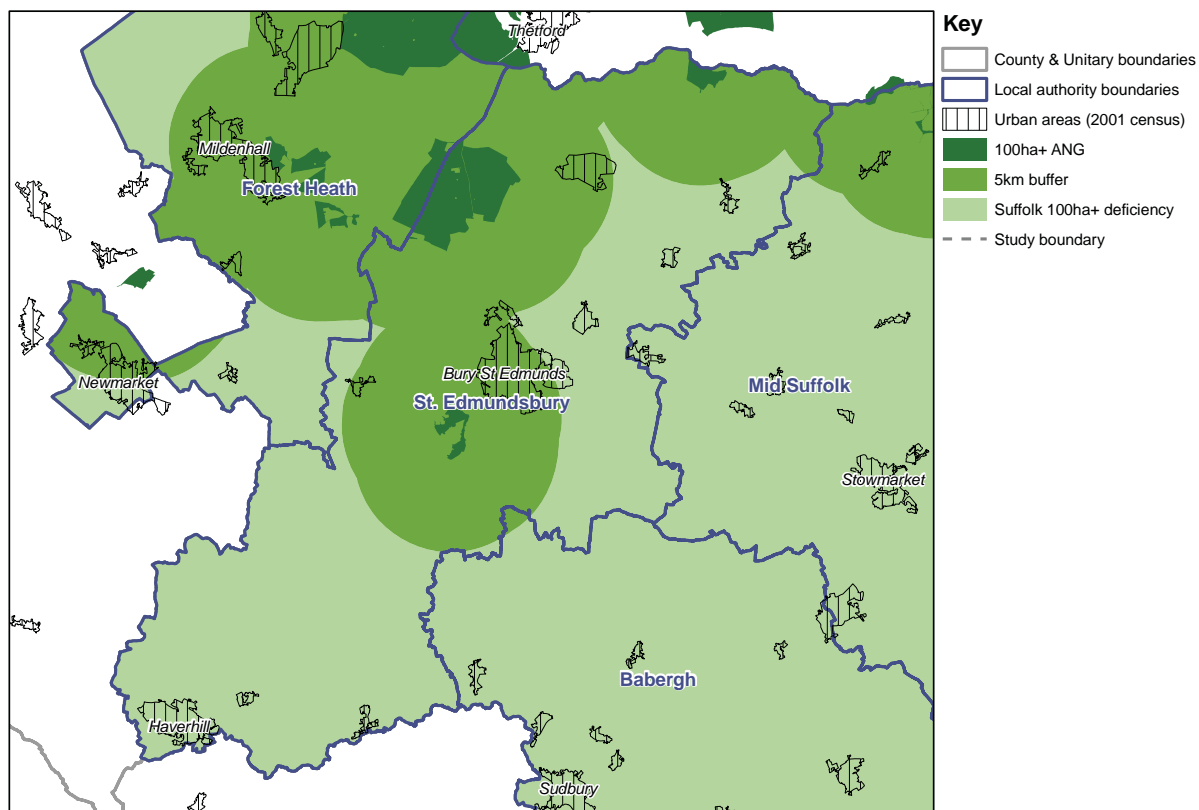 Thetford
Mildenhall
Forest Heath
Newmarket
Bury St Edmunds
St. Edmundsbury
Mid Suffolk
Stowmarket
Babergh
Haverhill
Sudbury
Key
County & Unitary boundaries
Local authority boundaries
Urban areas (2001 census)
100ha+ ANG
5km buffer
Suffolk 100ha+ deficiency
Study boundary